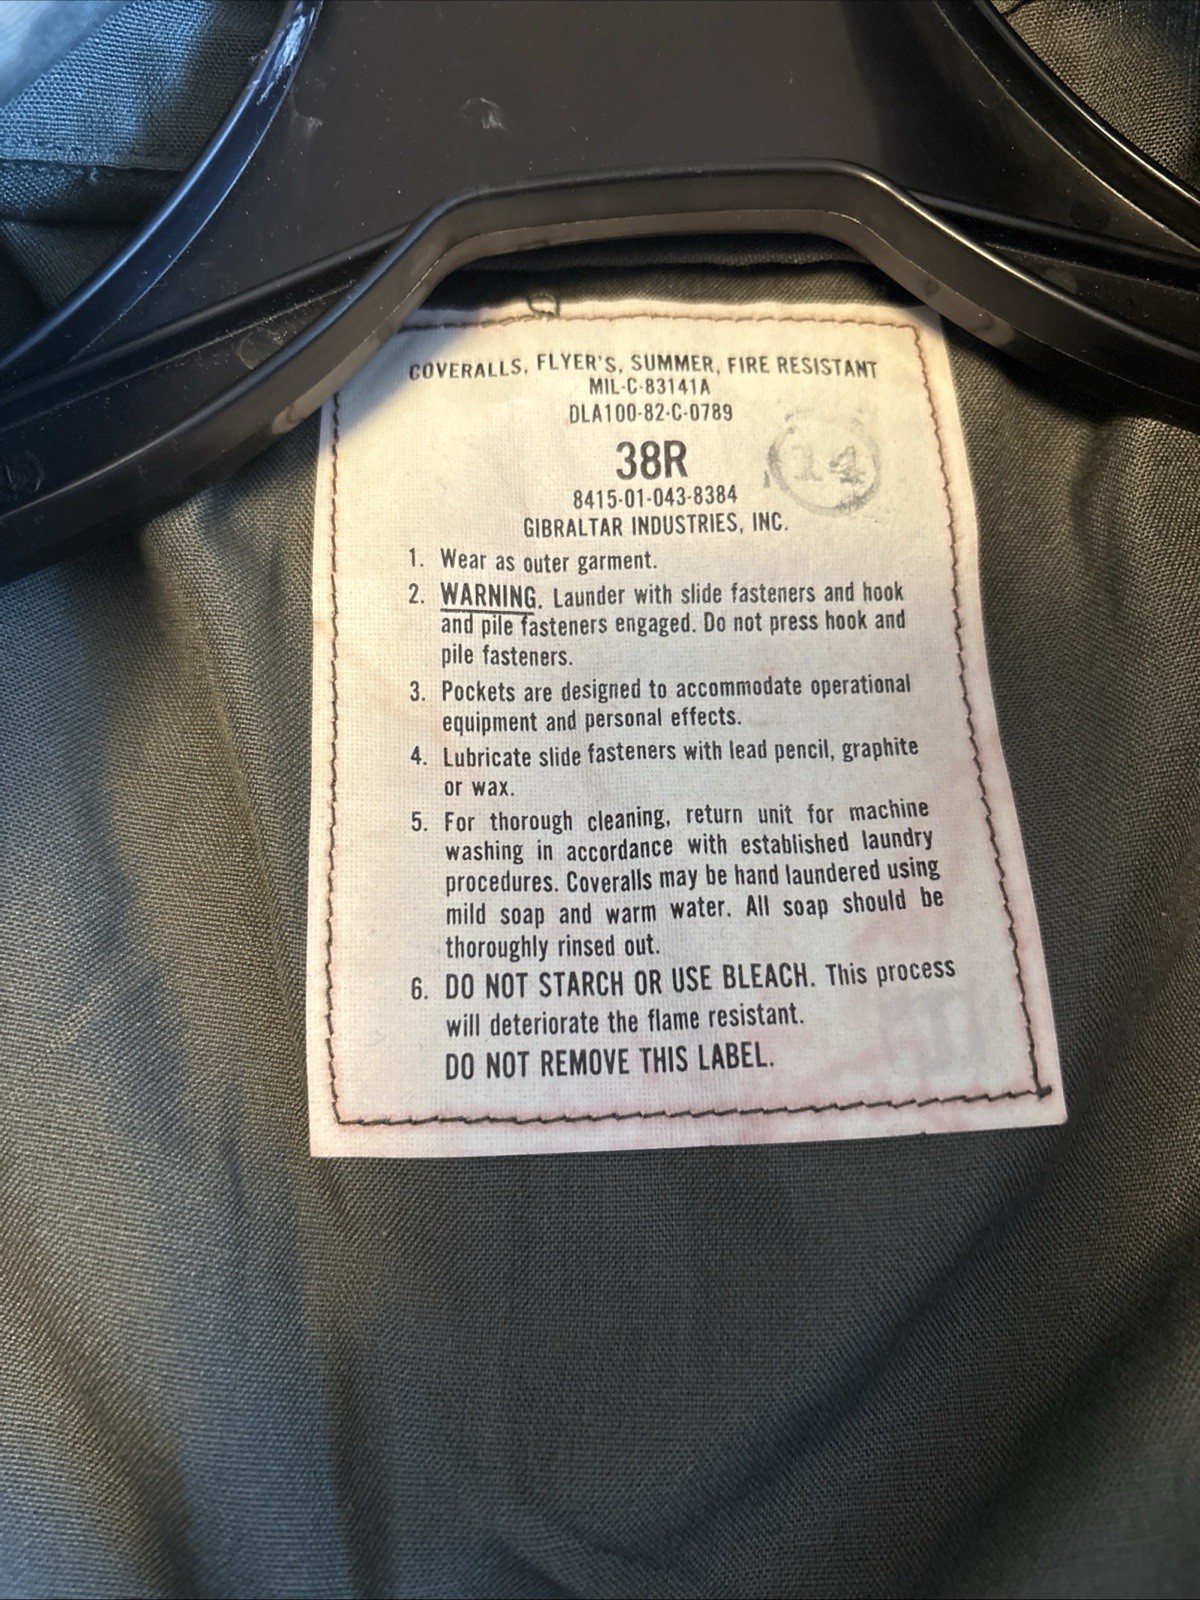 COVERALLS, FLYER'S, SUMMER, FIRE RESISTANT
MIL-C-83141A
DLA100-82-C-0789
38R
14
8415-01-043-8384
GIBRALTAR INDUSTRIES, INC.
1. Wear as outer garment.
2. WARNING. Launder with slide fasteners and hook
and pile fasteners engaged. Do not press hook and
pile fasteners.
3. Pockets are designed to accommodate operational
equipment and personal effects.
4. Lubricate slide fasteners with lead pencil, graphite
or wax.
5. For thorough cleaning, return unit for machine
washing in accordance with established laundry
procedures. Coveralls may be hand laundered using
mild soap and warm water. All soap should be
thoroughly rinsed out.
6. DO NOT STARCH OR USE BLEACH. This process
will deteriorate the flame resistant.
DO NOT REMOVE THIS LABEL.